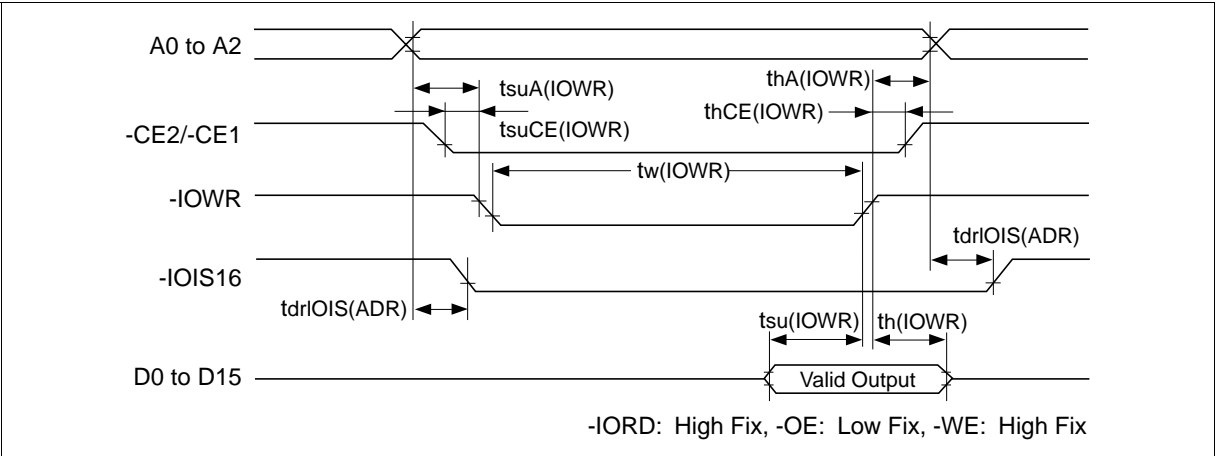 A0 to A2
tsuA(IOWR)
thA(IOWR)
tsuCE(IOWR)
thCE(IOWR)
-CE2/-CE1
tw(IOWR)
-IOWR
tdrIOIS(ADR)
-IOIS16
tdrIOIS(ADR)
tsu(IOWR)
th(IOWR)
D0 to D15
Valid Output
-IORD: High Fix, -OE: Low Fix, -WE: High Fix